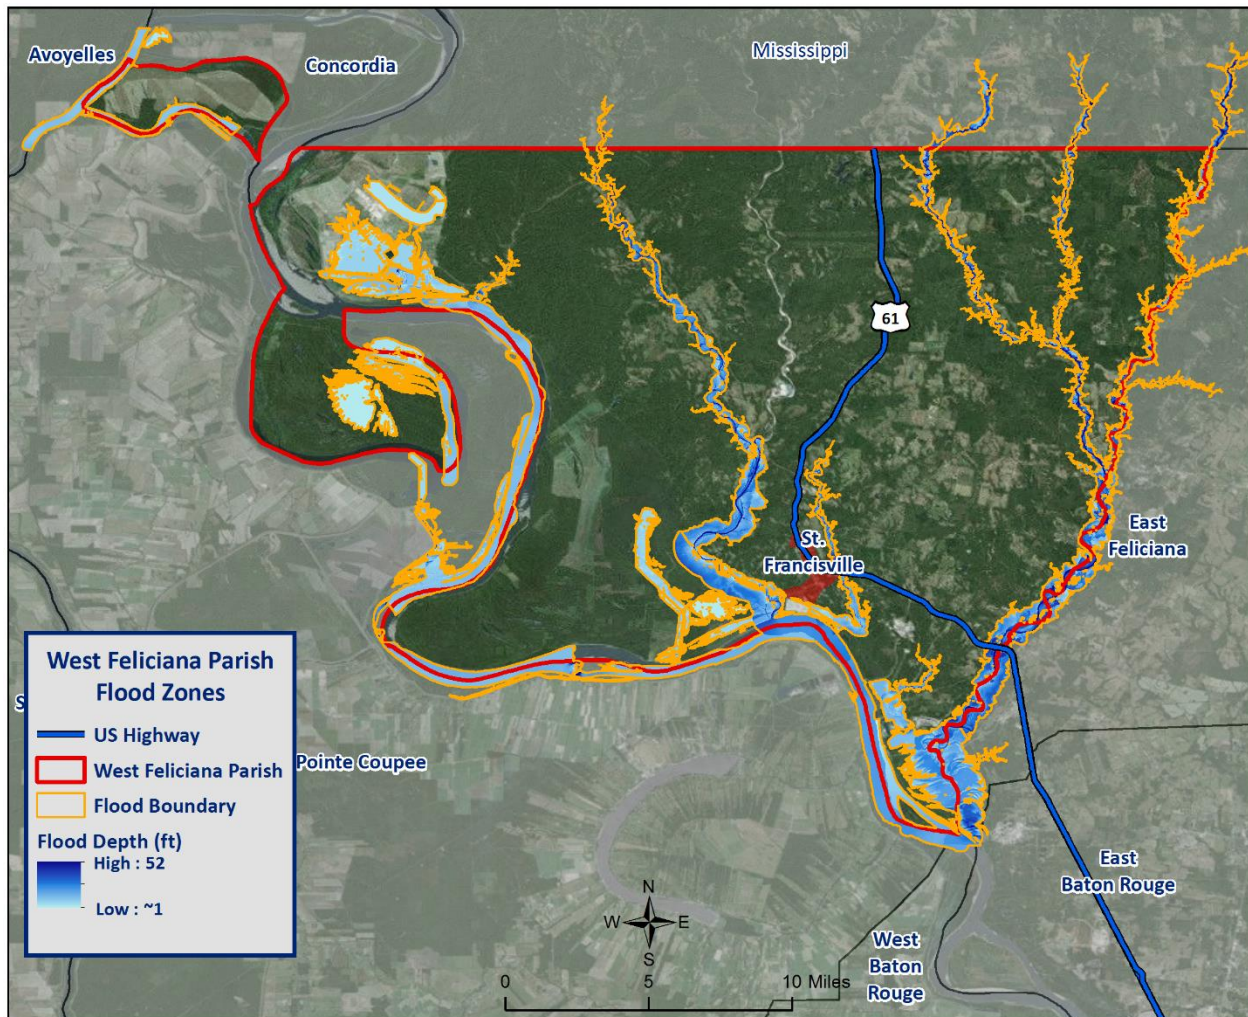 Avoyelles
Concordia
Mississippi
61
St.
Francisville
East
Feliciana
West Feliciana Parish
Flood Zones
US Highway
West Feliciana Parish
Flood Boundary
Flood Depth (ft)
High : 52
Low : ~1
Pointe Coupee
East
Baton Rouge
West
Baton
Rouge
N
W
E
S
0
5
10 Miles